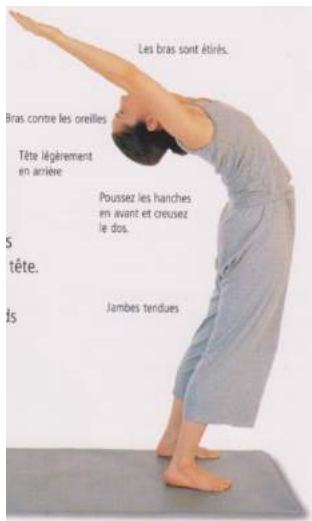 Les bras sont étirés.
Bras contre les oreilles
Tête légèrement
en arrière
Poussez les hanches
en avant et creusez
le dos.
s
tête.
ds
Jambes tendues